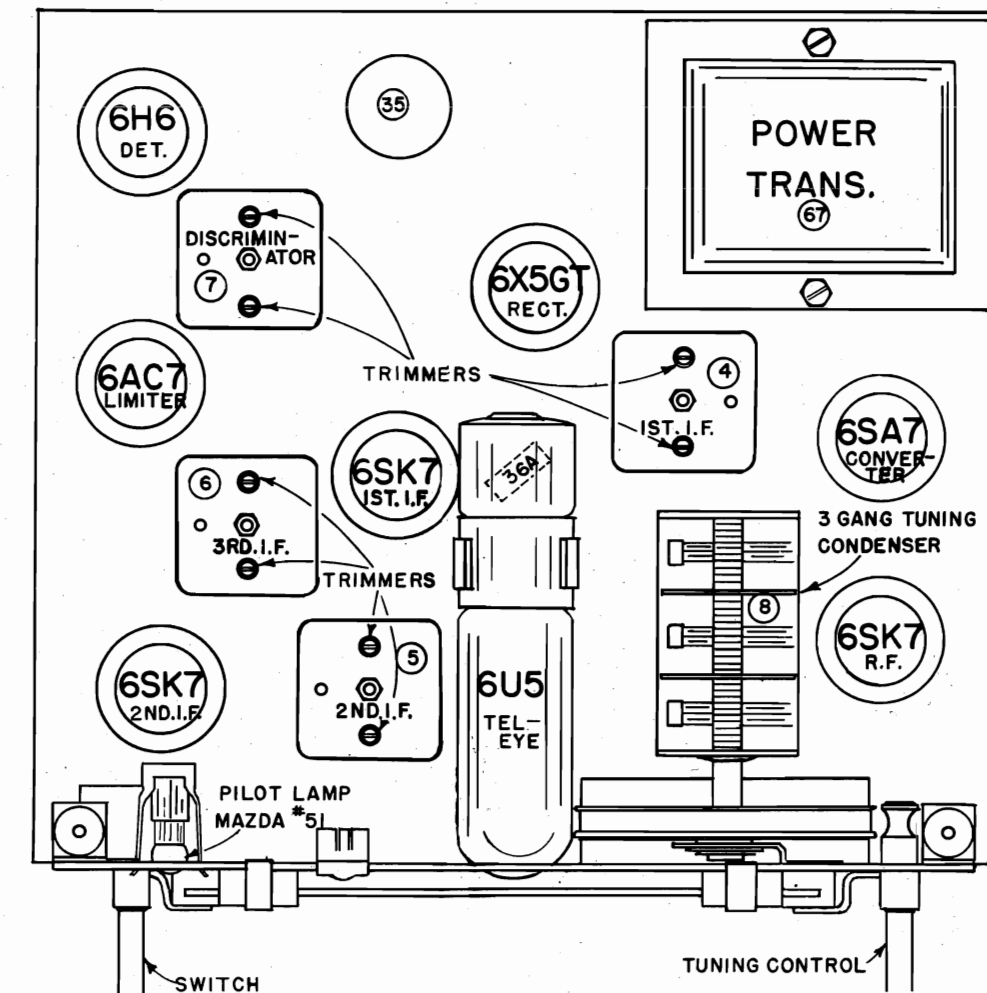 35
6H6
DET.
POWER
TRANS.
67
DISCRIMIN-
ATOR
7
6X5GT
RECT.
6AC7
LIMITER
TRIMMERS
4
1ST. I.F.
6SA7
CONVER-
TER
6SK7
1ST. I.F.
36A
6
3RD. I.F.
TRIMMERS
3 GANG TUNING
CONDENSER
8
6SK7
R.F.
6SK7
2ND. I.F.
5
2ND. I.F.
6U5
TEL-
EYE
PILOT LAMP
MAZDA #51
SWITCH
TUNING CONTROL